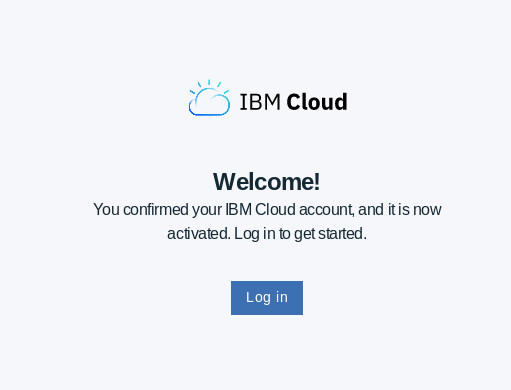 IBM Cloud
Welcome!
You confirmed your IBM Cloud account, and it is now
activated. Log in to get started.
Log in